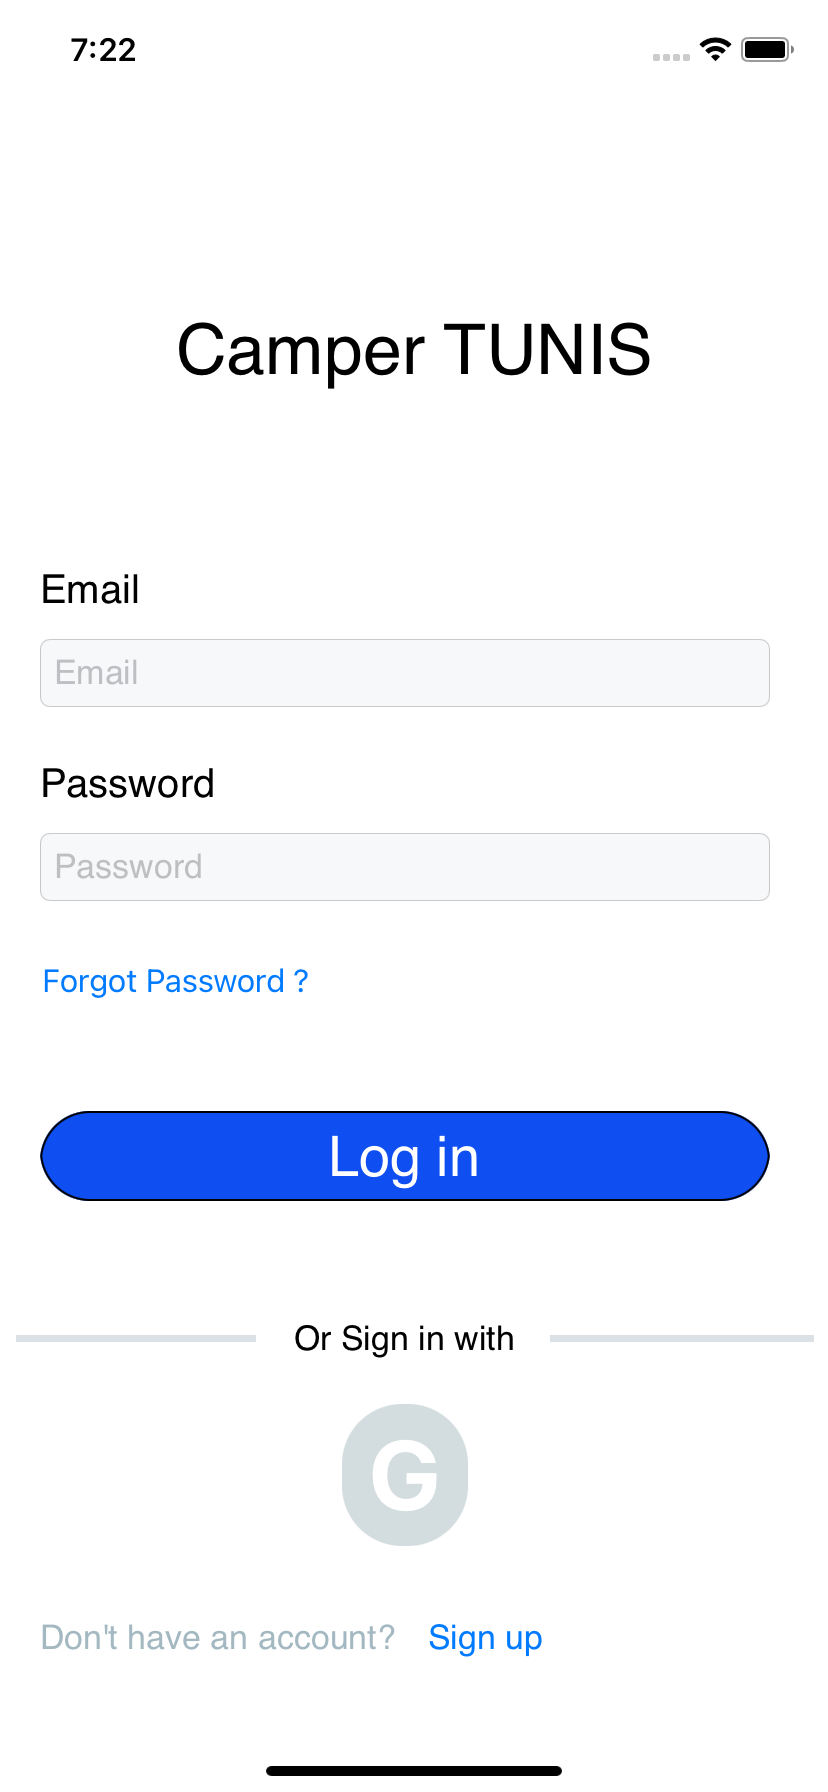 7:22
Camper TUNIS
Email
Email
Password
Password
Forgot Password ?
Log in
Or Sign in with
G
Don't have an account? Sign up